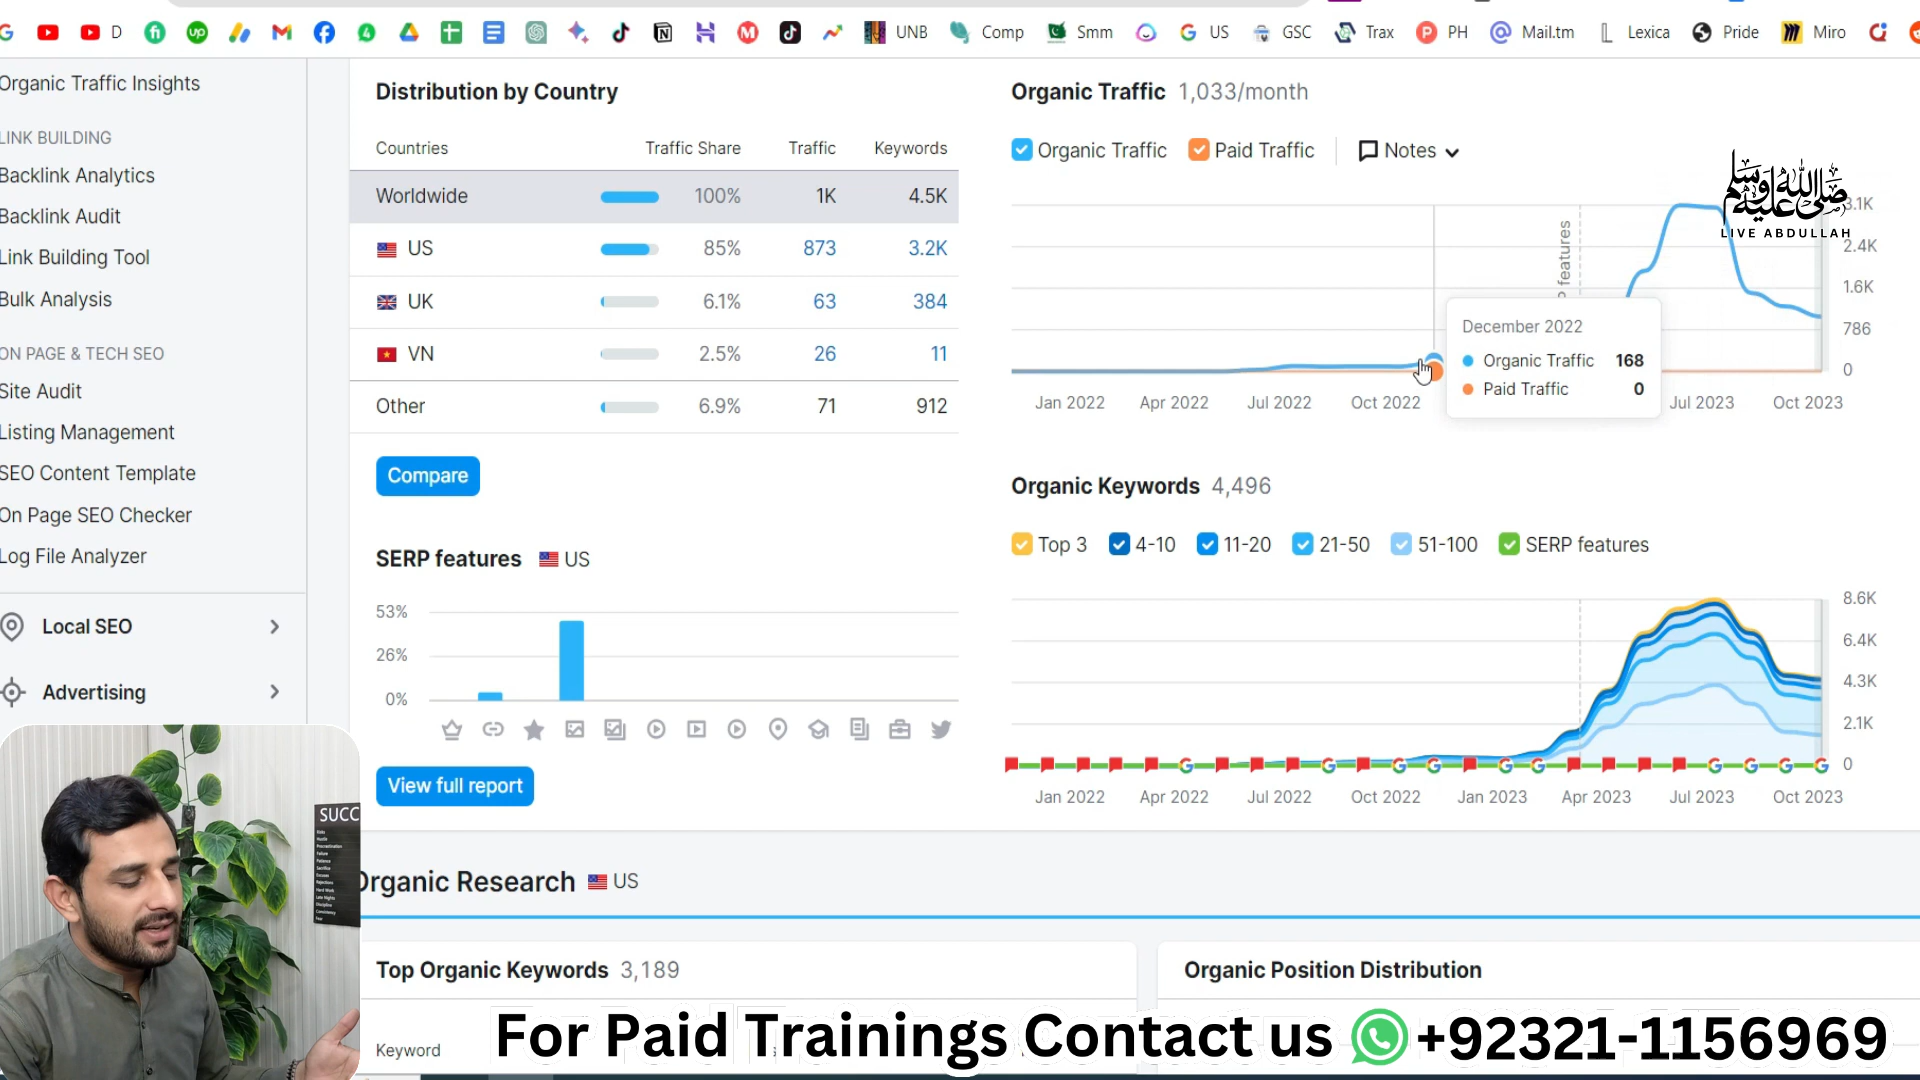 D
UNB
Comp
Smm
US
GSC
Trax
PH
Mail.tm
Lexica
Pride
Miro
Organic Traffic Insights
LINK BUILDING
Backlink Analytics
Backlink Audit
Link Building Tool
Bulk Analysis
ON PAGE & TECH SEO
Site Audit
Listing Management
SEO Content Template
On Page SEO Checker
Log File Analyzer
Local SEO
Advertising
Distribution by Country
Countries Traffic Share Traffic Keywords
Worldwide 100% 1K 4.5K
US 85% 873 3.2K
UK 6.1% 63 384
VN 2.5% 26 11
Other 6.9% 71 912
Compare
SERP features US
53%
26%
0%
View full report
Organic Traffic 1,033/month
Organic Traffic Paid Traffic Notes
صلى الله عليه وسلم
LIVE ABDULLAH
3.1K
2.4K
1.6K
786
0
features
December 2022
Organic Traffic 168
Paid Traffic 0
Jan 2022 Apr 2022 Jul 2022 Oct 2022 Jul 2023 Oct 2023
Organic Keywords 4,496
Top 3 4-10 11-20 21-50 51-100 SERP features
8.6K
6.4K
4.3K
2.1K
0
Jan 2022 Apr 2022 Jul 2022 Oct 2022 Jan 2023 Apr 2023 Jul 2023 Oct 2023
SUCC
Organic Research US
Top Organic Keywords 3,189
Organic Position Distribution
Keyword
For Paid Trainings Contact us +92321-1156969